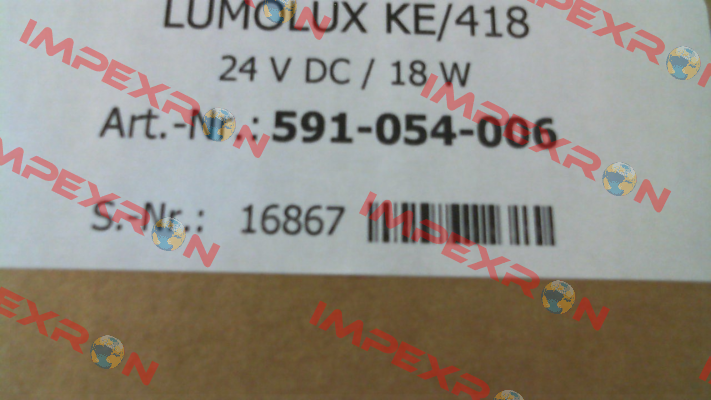 LUMOLUX KE/418
24 V DC / 18 W
Art.-Nr.: 591-054-006
S.-Nr.: 16867
IMPEXRON
IMPEXRON
IMPEXRON
IMPEXRON
IMPEXRON
IMPEXRON
IMPEXRON